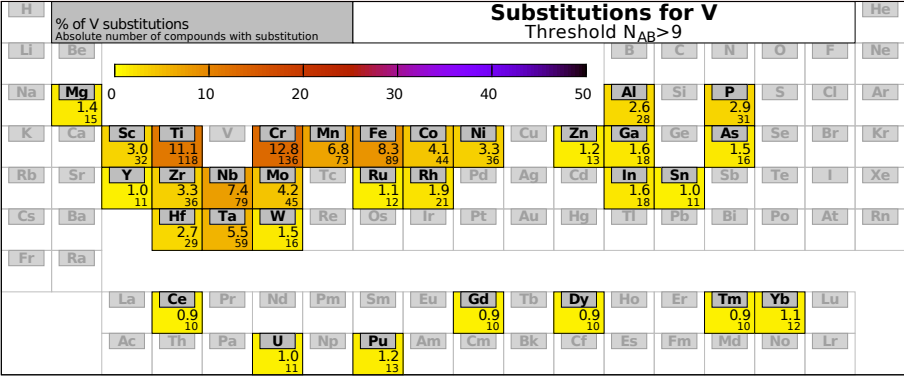 H % of V substitutions Substitutions for V He
Absolute number of compounds with substitution Threshold N_AB>9
Li Be B C N O F Ne
Na Mg Al Si P S Cl Ar
0 10 20 30 40 50
1.4 2.6 2.9
15 28 31
K Ca Sc Ti V Cr Mn Fe Co Ni Cu Zn Ga Ge As Se Br Kr
3.0 11.1 12.8 6.8 8.3 4.1 3.3 1.2 1.6 1.5
32 118 136 73 89 44 36 13 18 16
Rb Sr Y Zr Nb Mo Tc Ru Rh Pd Ag Cd In Sn Sb Te I Xe
1.0 3.3 7.4 4.2 1.1 1.9 1.6 1.0
11 36 79 45 12 21 18 11
Cs Ba Hf Ta W Re Os Ir Pt Au Hg Tl Pb Bi Po At Rn
2.7 5.5 1.5
29 59 16
Fr Ra
La Ce Pr Nd Pm Sm Eu Gd Tb Dy Ho Er Tm Yb Lu
0.9 0.9 0.9 0.9 1.1
10 10 10 10 12
Ac Th Pa U Np Pu Am Cm Bk Cf Es Fm Md No Lr
1.0 1.2
11 13